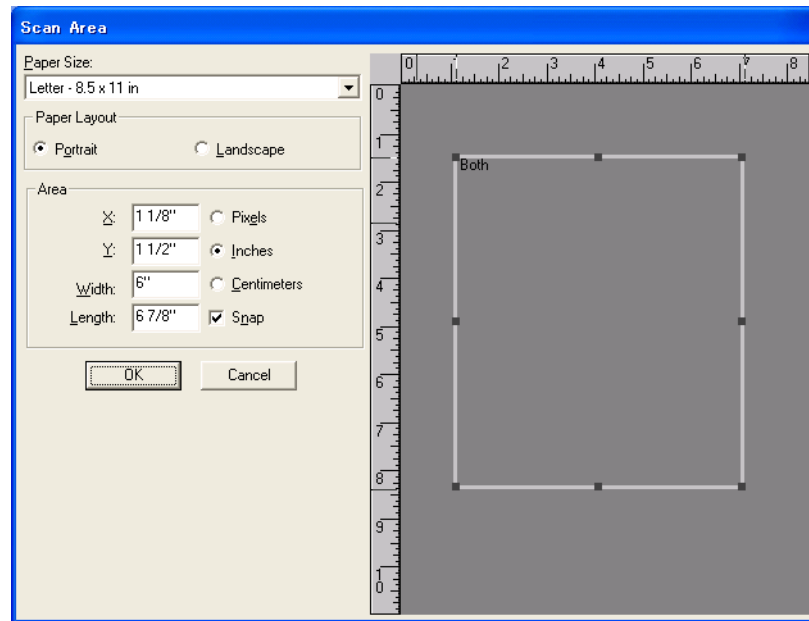 Scan Area
Paper Size:
Letter - 8.5 x 11 in
Paper Layout
Portrait
Landscape
Area
X: 1 1/8" Pixels
Y: 1 1/2" Inches
Width: 6" Centimeters
Length: 6 7/8" Snap
OK Cancel
0 1 2 3 4 5 6 7 8
0
1
2
3
4
5
6
7
8
9
10
Both